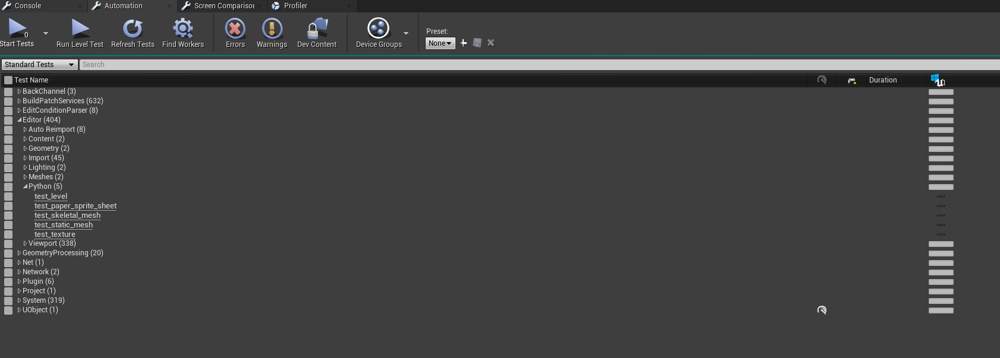 Console Automation Screen Comparison Profiler
0
Start Tests Run Level Test Refresh Tests Find Workers Errors Warnings Dev Content Device Groups
Preset:
None
Standard Tests Search
Test Name Duration
BackChannel (3)
BuildPatchServices (632)
EditConditionParser (8)
Editor (404)
Auto Reimport (8)
Content (2)
Geometry (2)
Import (45)
Lighting (2)
Meshes (2)
Python (5)
test_level
test_paper_sprite_sheet
test_skeletal_mesh
test_static_mesh
test_texture
Viewport (338)
GeometryProcessing (20)
Net (1)
Network (2)
Plugin (6)
Project (1)
System (319)
UObject (1)